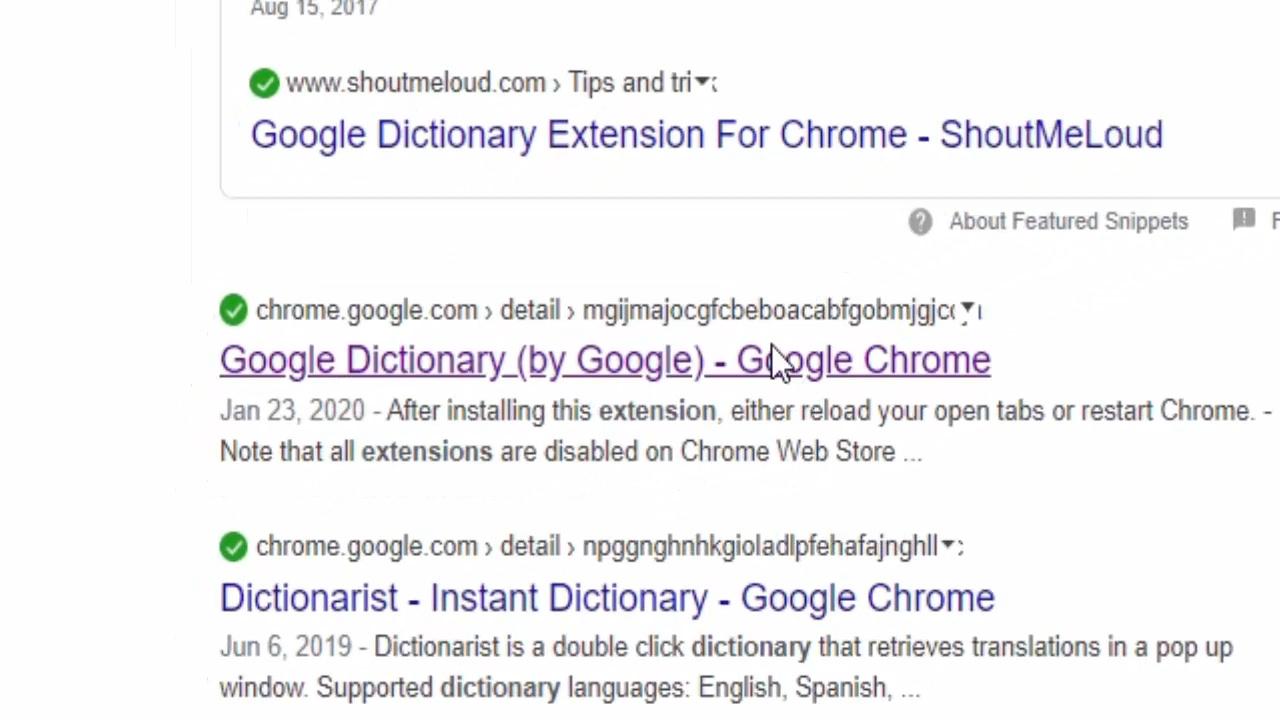 Aug 15, 2017
www.shoutmeloud.com › Tips and tri
Google Dictionary Extension For Chrome - ShoutMeLoud
About Featured Snippets
chrome.google.com › detail › mgijmajocgfcbeboacabfgobmjgjc
Google Dictionary (by Google) - Google Chrome
Jan 23, 2020 - After installing this extension, either reload your open tabs or restart Chrome. -
Note that all extensions are disabled on Chrome Web Store ...
chrome.google.com › detail › npggnghnhkgioladlpfehafajnghll
Dictionarist - Instant Dictionary - Google Chrome
Jun 6, 2019 - Dictionarist is a double click dictionary that retrieves translations in a pop up
window. Supported dictionary languages: English, Spanish, ...